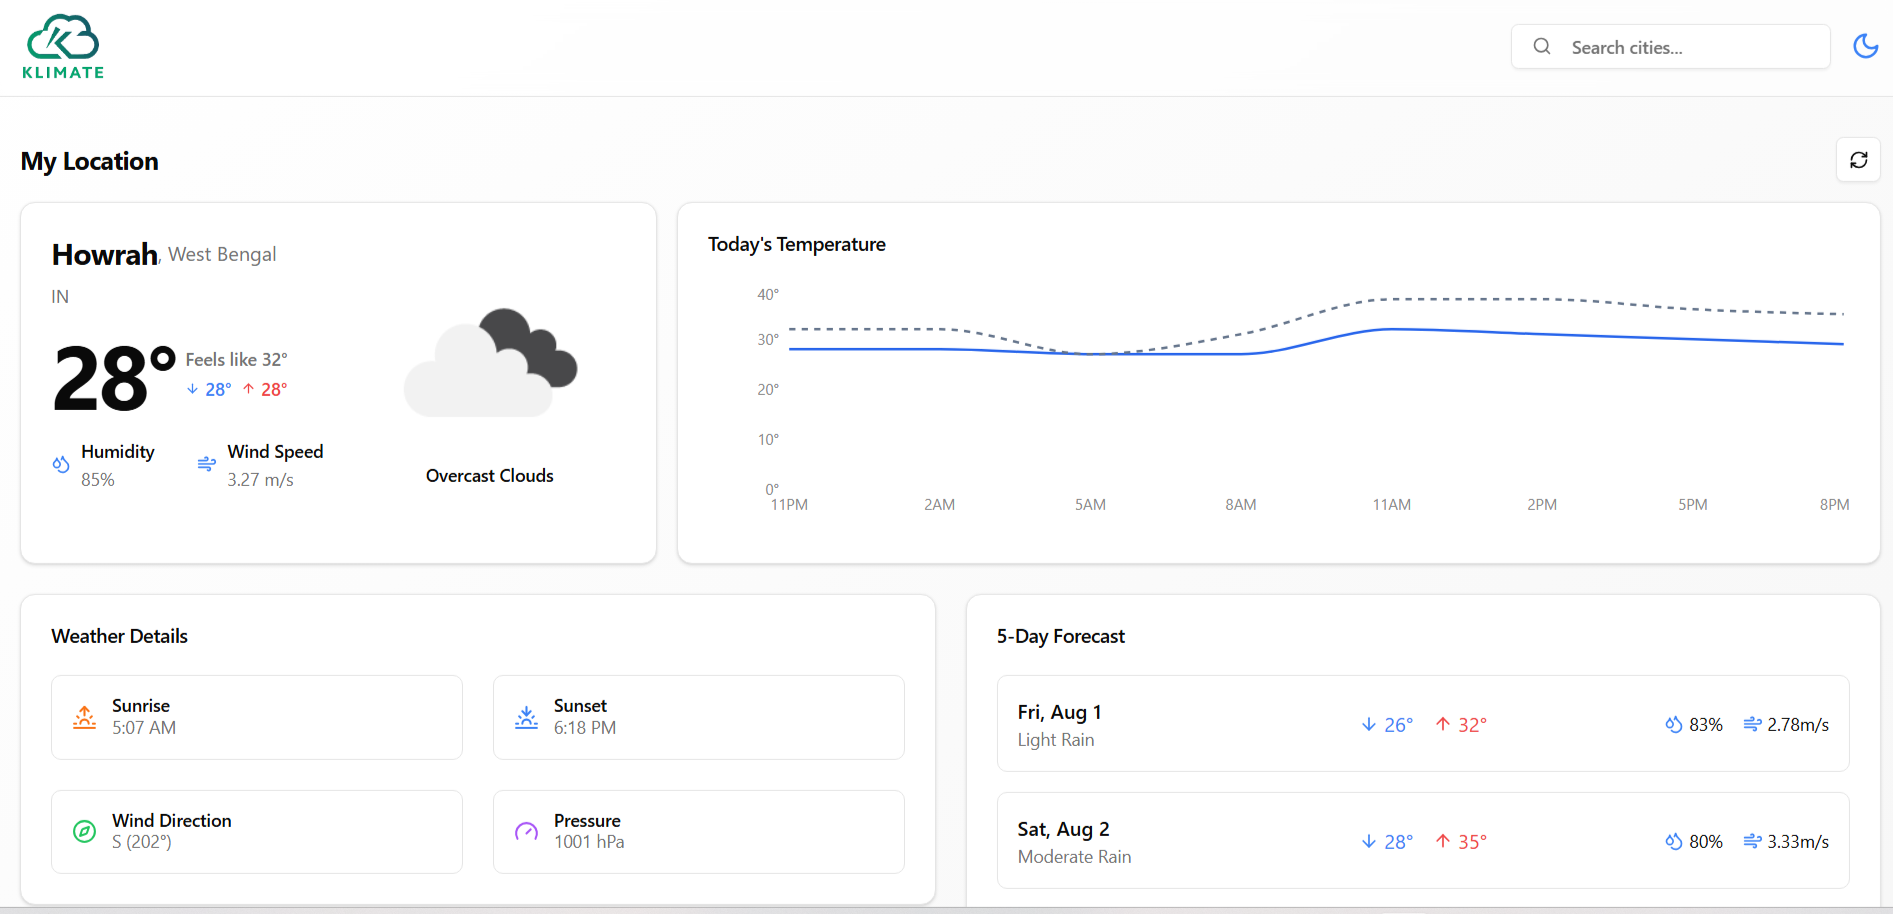 KLIMATE
Search cities...
My Location
Howrah, West Bengal
IN
28° Feels like 32°
28° 28°
Humidity
85%
Wind Speed
3.27 m/s
Overcast Clouds
Today's Temperature
40°
30°
20°
10°
0°
11PM 2AM 5AM 8AM 11AM 2PM 5PM 8PM
Weather Details
Sunrise
5:07 AM
Sunset
6:18 PM
Wind Direction
S (202°)
Pressure
1001 hPa
5-Day Forecast
Fri, Aug 1
Light Rain
26° 32° 83% 2.78m/s
Sat, Aug 2
Moderate Rain
28° 35° 80% 3.33m/s